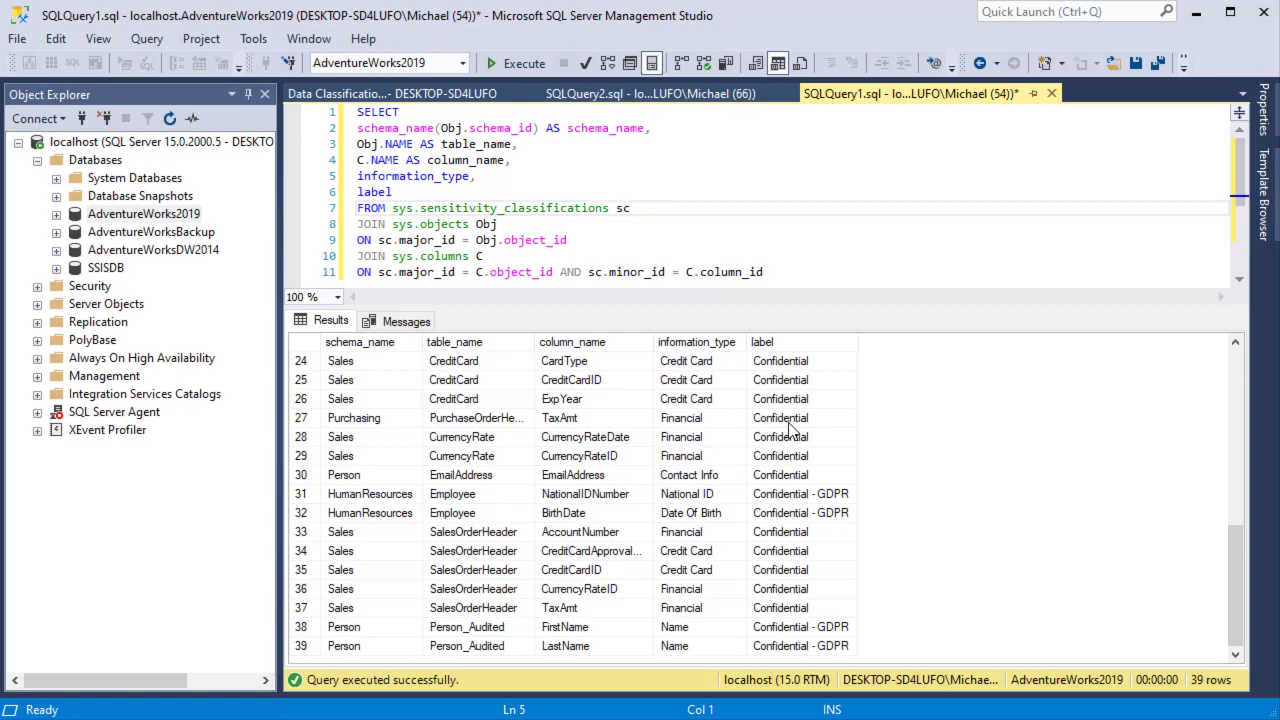 SQLQuery1.sql - localhost.AdventureWorks2019 (DESKTOP-SD4LUFO\Michael (54))* - Microsoft SQL Server Management Studio
Quick Launch (Ctrl+Q)
File Edit View Query Project Tools Window Help
AdventureWorks2019 Execute
Object Explorer
Connect
localhost (SQL Server 15.0.2000.5 - DESKTO
Databases
System Databases
Database Snapshots
AdventureWorks2019
AdventureWorksBackup
AdventureWorksDW2014
SSISDB
Security
Server Objects
Replication
PolyBase
Always On High Availability
Management
Integration Services Catalogs
SQL Server Agent
XEvent Profiler
Data Classificatio...- DESKTOP-SD4LUFO SQLQuery2.sql - lo...LUFO\Michael (66)) SQLQuery1.sql - lo...LUFO\Michael (54))*
1 SELECT
2 schema_name(Obj.schema_id) AS schema_name,
3 Obj.NAME AS table_name,
4 C.NAME AS column_name,
5 information_type,
6 label
7 FROM sys.sensitivity_classifications sc
8 JOIN sys.objects Obj
9 ON sc.major_id = Obj.object_id
10 JOIN sys.columns C
11 ON sc.major_id = C.object_id AND sc.minor_id = C.column_id
100 %
Results Messages
schema_name table_name column_name information_type label
24 Sales CreditCard CardType Credit Card Confidential
25 Sales CreditCard CreditCardID Credit Card Confidential
26 Sales CreditCard ExpYear Credit Card Confidential
27 Purchasing PurchaseOrderHe... TaxAmt Financial Confidential
28 Sales CurrencyRate CurrencyRateDate Financial Confidential
29 Sales CurrencyRate CurrencyRateID Financial Confidential
30 Person EmailAddress EmailAddress Contact Info Confidential
31 HumanResources Employee NationalIDNumber National ID Confidential - GDPR
32 HumanResources Employee BirthDate Date Of Birth Confidential - GDPR
33 Sales SalesOrderHeader AccountNumber Financial Confidential
34 Sales SalesOrderHeader CreditCardApproval... Credit Card Confidential
35 Sales SalesOrderHeader CreditCardID Credit Card Confidential
36 Sales SalesOrderHeader CurrencyRateID Financial Confidential
37 Sales SalesOrderHeader TaxAmt Financial Confidential
38 Person Person_Audited FirstName Name Confidential - GDPR
39 Person Person_Audited LastName Name Confidential - GDPR
Query executed successfully. localhost (15.0 RTM) DESKTOP-SD4LUFO\Michae... AdventureWorks2019 00:00:00 39 rows
Properties
Template Browser
Ready Ln 5 Col 1 INS